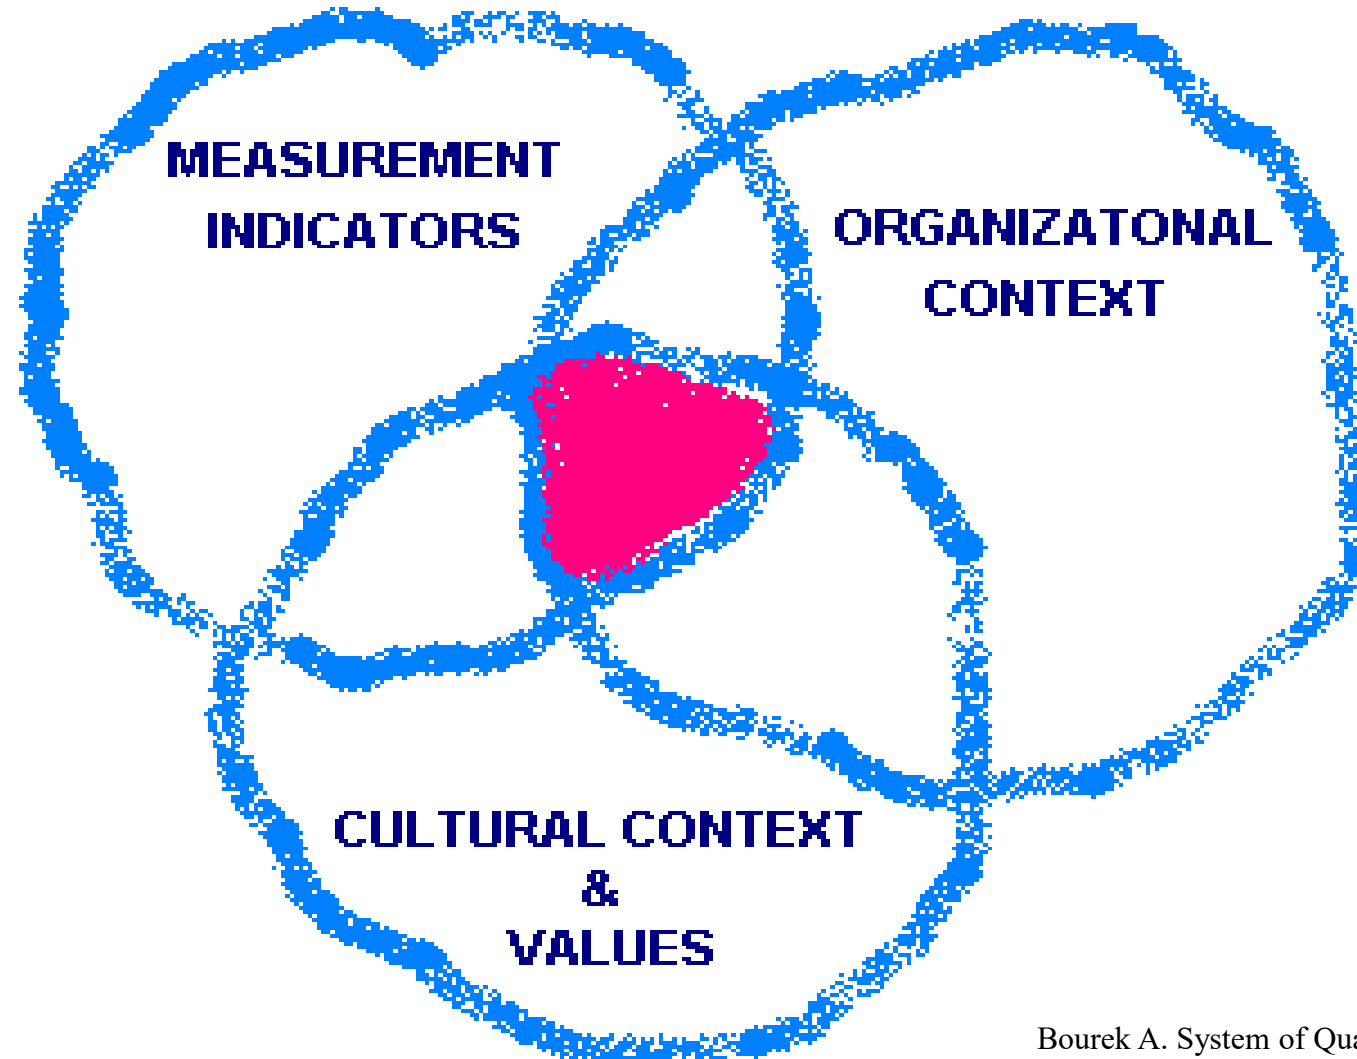 MEASUREMENT
INDICATORS
ORGANIZATONAL
CONTEXT
CULTURAL CONTEXT
&
VALUES
Bourek A. System of Qua